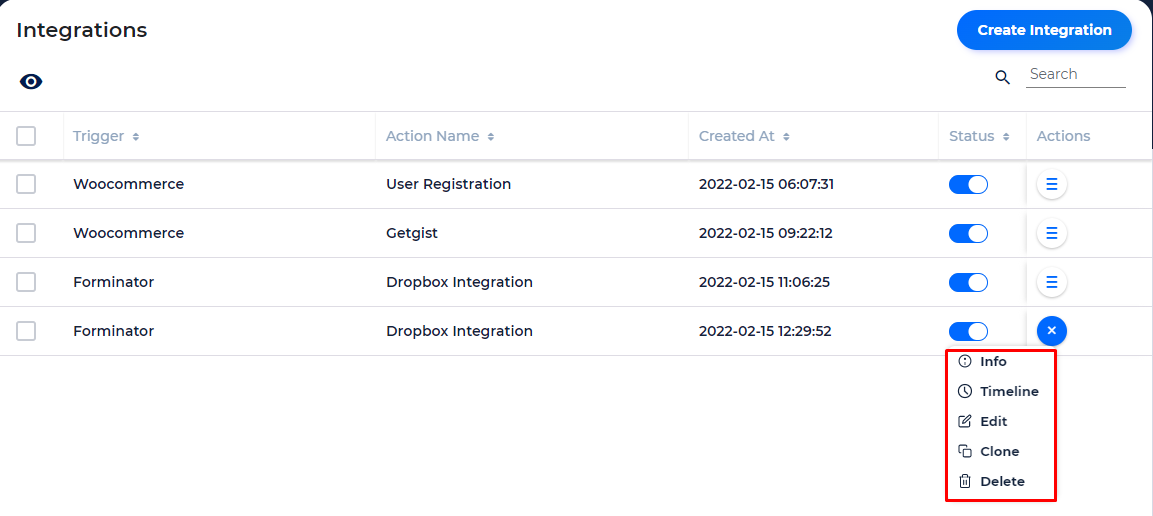 Integrations
Create Integration
Search
Trigger Action Name Created At Status Actions
Woocommerce User Registration 2022-02-15 06:07:31
Woocommerce Getgist 2022-02-15 09:22:12
Forminator Dropbox Integration 2022-02-15 11:06:25
Forminator Dropbox Integration 2022-02-15 12:29:52
Info
Timeline
Edit
Clone
Delete